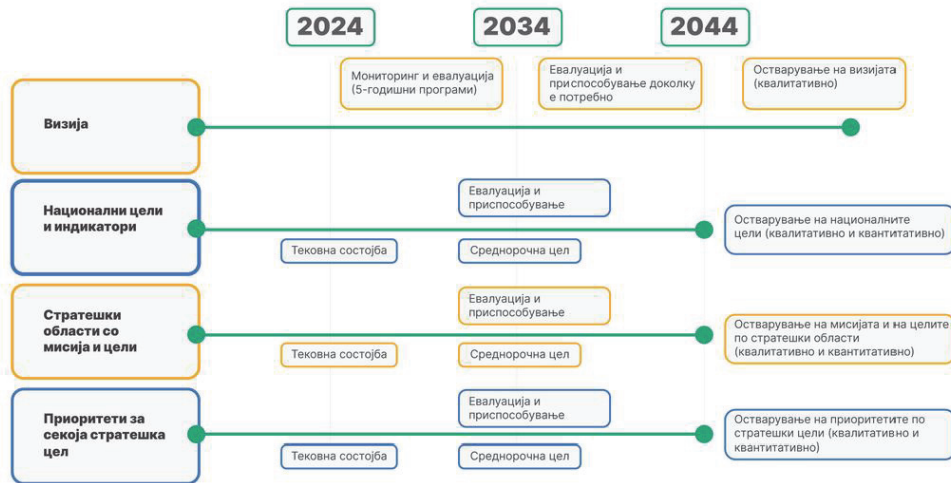 2024
2034
2044
Мониторинг и евалуација
(5-годишни програми)
Евалуација и
приспособување доколку
е потребно
Остварување на визијата
(квалитативно)
Визија
Национални цели
и индикатори
Евалуација и
приспособување
Тековна состојба
Среднорочна цел
Остварување на националните
цели (квалитативно и квантитативно)
Стратешки
области со
мисија и цели
Евалуација и
приспособување
Тековна состојба
Среднорочна цел
Остварување на мисијата и на целите
по стратешки области
(квалитативно и квантитативно)
Приоритети за
секоја стратешка
цел
Евалуација и
приспособување
Тековна состојба
Среднорочна цел
Остварување на приоритетите по
стратешки цели (квалитативно и
квантитативно)